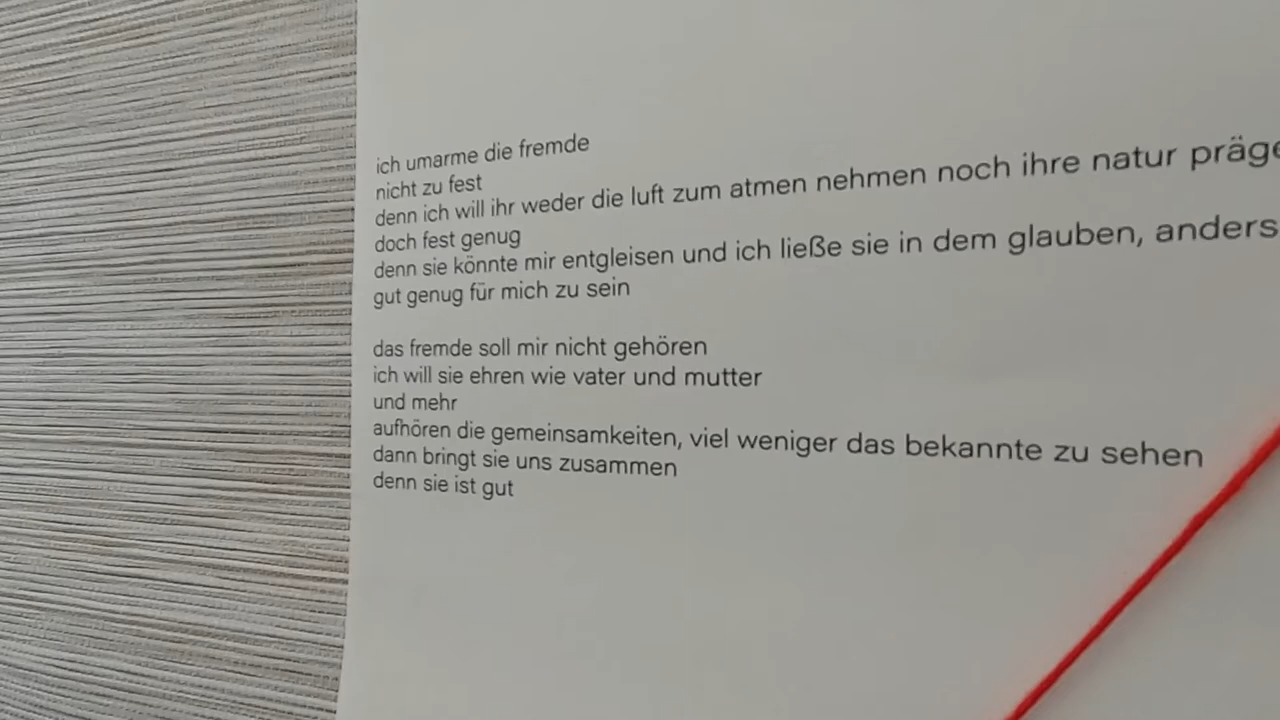 ich umarme die fremde
nicht zu fest
denn ich will ihr weder die luft zum atmen nehmen noch ihre natur
doch fest genug
denn sie könnte mir entgleisen und ich ließe sie in dem glauben, anders
gut genug für mich zu sein
das fremde soll mir nicht gehören
ich will sie ehren wie vater und mutter
und mehr
aufhören die gemeinsamkeiten, viel weniger das bekannte zu sehen
dann bringt sie uns zusammen
denn sie ist gut